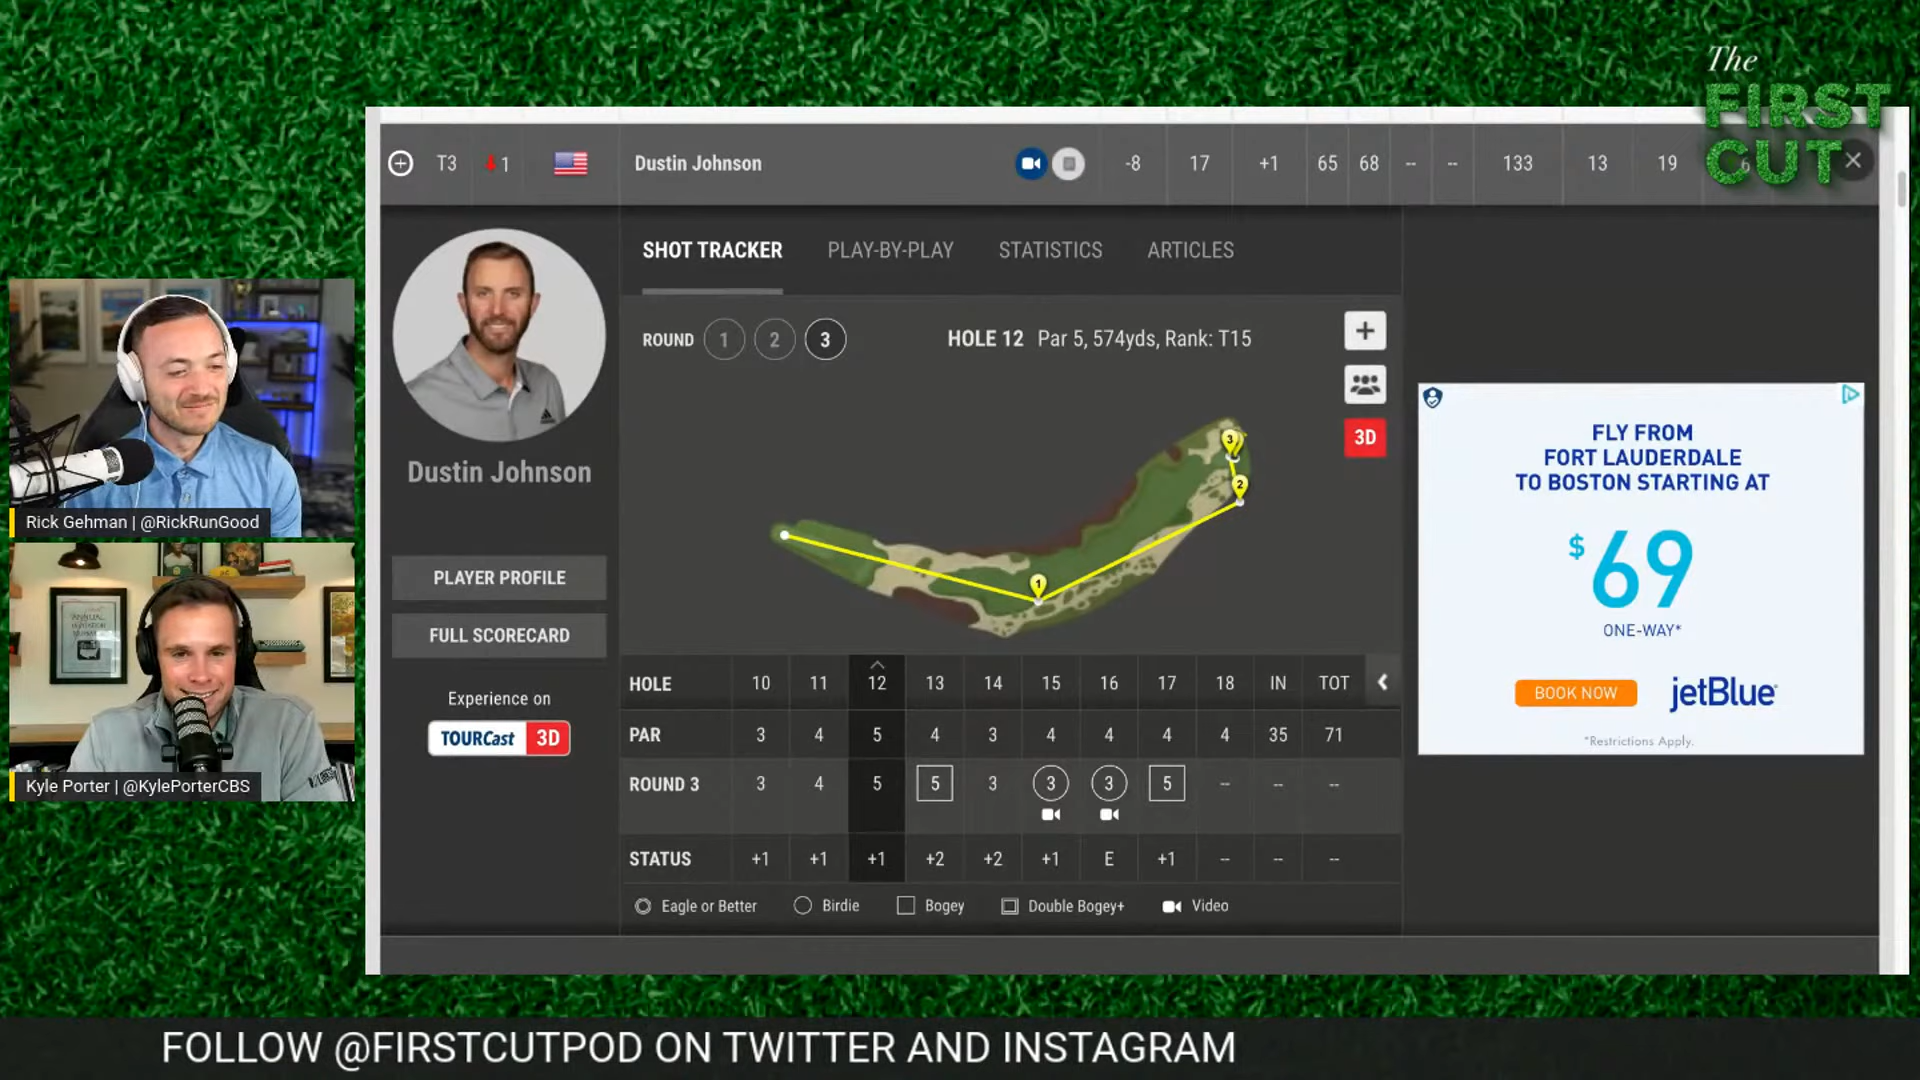 The
FIRST
CUT
T3 1 Dustin Johnson -8 17 +1 65 68 -- -- 133 13 19
SHOT TRACKER PLAY-BY-PLAY STATISTICS ARTICLES
ROUND 1 2 3 HOLE 12 Par 5, 574yds, Rank: T15
3D
Dustin Johnson
PLAYER PROFILE
FULL SCORECARD
Experience on
TOURCast 3D
3
2
1
HOLE 10 11 12 13 14 15 16 17 18 IN TOT
PAR 3 4 5 4 3 4 4 4 4 35 71
ROUND 3 3 4 5 5 3 3 3 5 -- -- --
STATUS +1 +1 +1 +2 +2 +1 E +1 -- -- --
Eagle or Better Birdie Bogey Double Bogey+ Video
FLY FROM
FORT LAUDERDALE
TO BOSTON STARTING AT
$69
ONE-WAY*
BOOK NOW jetBlue
*Restrictions Apply.
Rick Gehman | @RickRunGood
Kyle Porter | @KylePorterCBS
FOLLOW @FIRSTCUTPOD ON TWITTER AND INSTAGRAM